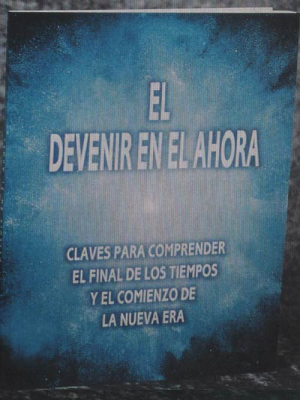 EL
DEVENIR EN EL AHORA
CLAVES PARA COMPRENDER
EL FINAL DE LOS TIEMPOS
Y EL COMIENZO DE
LA NUEVA ERA